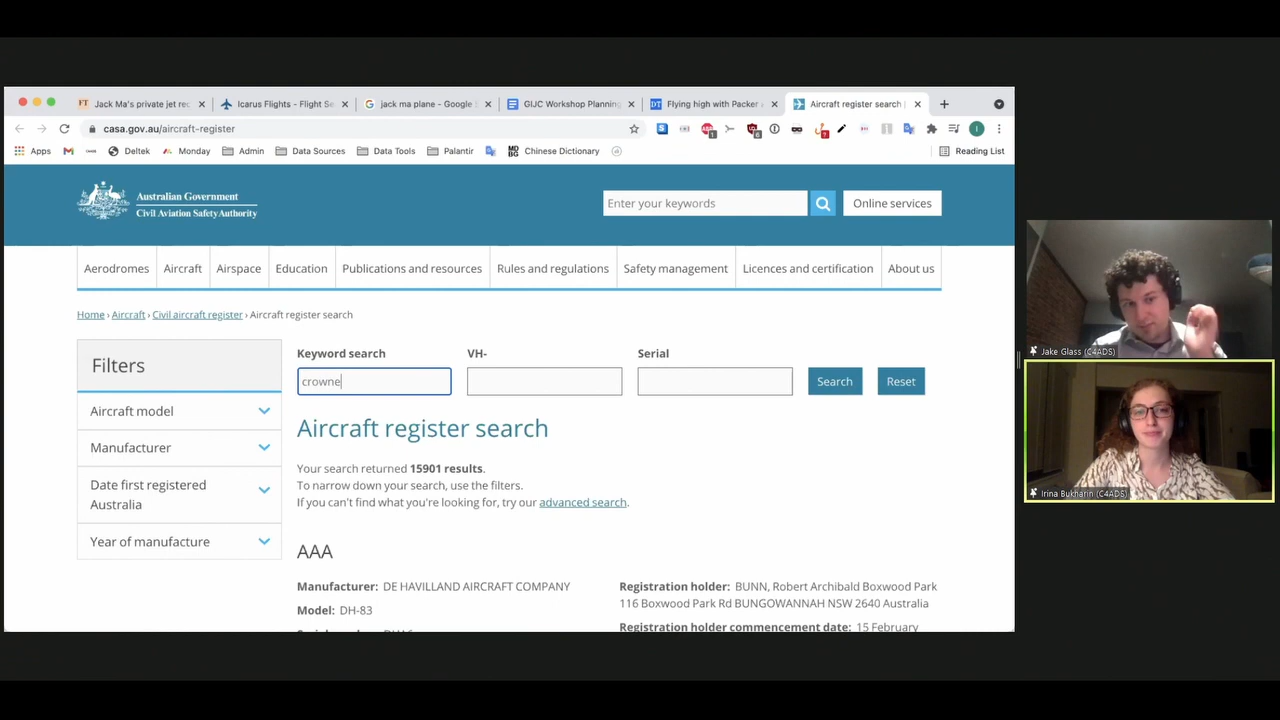 Jack Ma's private jet rec
Icarus Flights - Flight Se
jack ma plane - Google
GIJC Workshop Planning
Flying high with Packer
Aircraft register search |
casa.gov.au/aircraft-register
Apps
Deltek
Monday
Admin
Data Sources
Data Tools
Palantir
Chinese Dictionary
Reading List
Australian Government
Civil Aviation Safety Authority
Enter your keywords
Online services
Aerodromes
Aircraft
Airspace
Education
Publications and resources
Rules and regulations
Safety management
Licences and certification
About us
Home › Aircraft › Civil aircraft register › Aircraft register search
Filters
Aircraft model
Manufacturer
Date first registered
Australia
Year of manufacture
Keyword search
VH-
Serial
crowne
Search
Reset
Aircraft register search
Your search returned 15901 results.
To narrow down your search, use the filters.
If you can't find what you're looking for, try our advanced search.
AAA
Manufacturer: DE HAVILLAND AIRCRAFT COMPANY
Model: DH-83
Registration holder: BUNN, Robert Archibald Boxwood Park
116 Boxwood Park Rd BUNGOWANNAH NSW 2640 Australia
Registration holder commencement date: 15 February
Jake Glass (C4ADS)
Irina Bukharin (C4ADS)